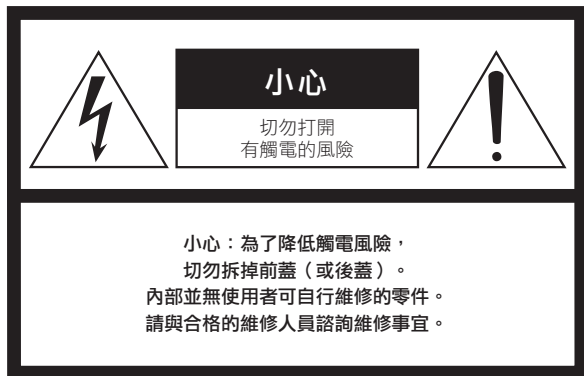 小心
切勿打開
有觸電的風險
小心：為了降低觸電風險，
切勿拆掉前蓋（或後蓋）。
內部並無使用者可自行維修的零件。
請與合格的維修人員諮詢維修事宜。